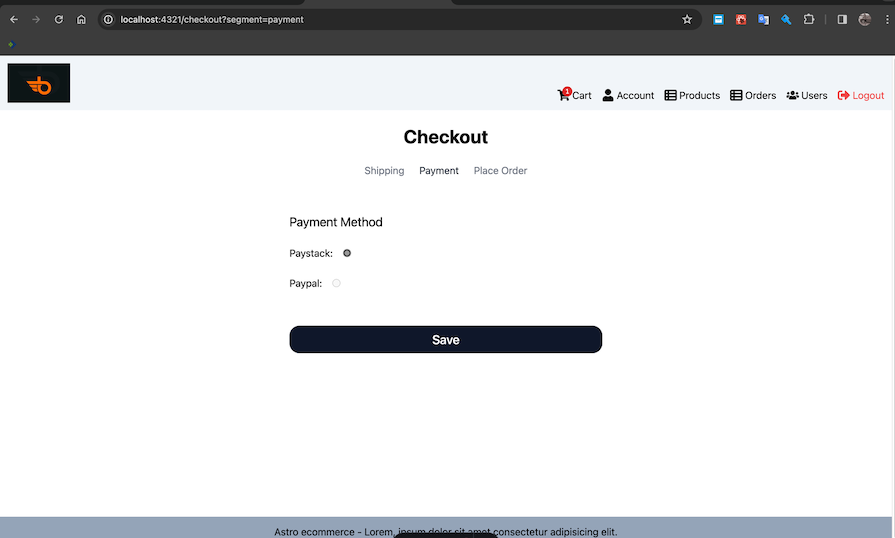 localhost:4321/checkout?segment=payment
1
Cart Account Products Orders Users Logout
Checkout
Shipping Payment Place Order
Payment Method
Paystack:
Paypal:
Save
Astro ecommerce - Lorem, ipsum dolor sit amet consectetur adipisicing elit.